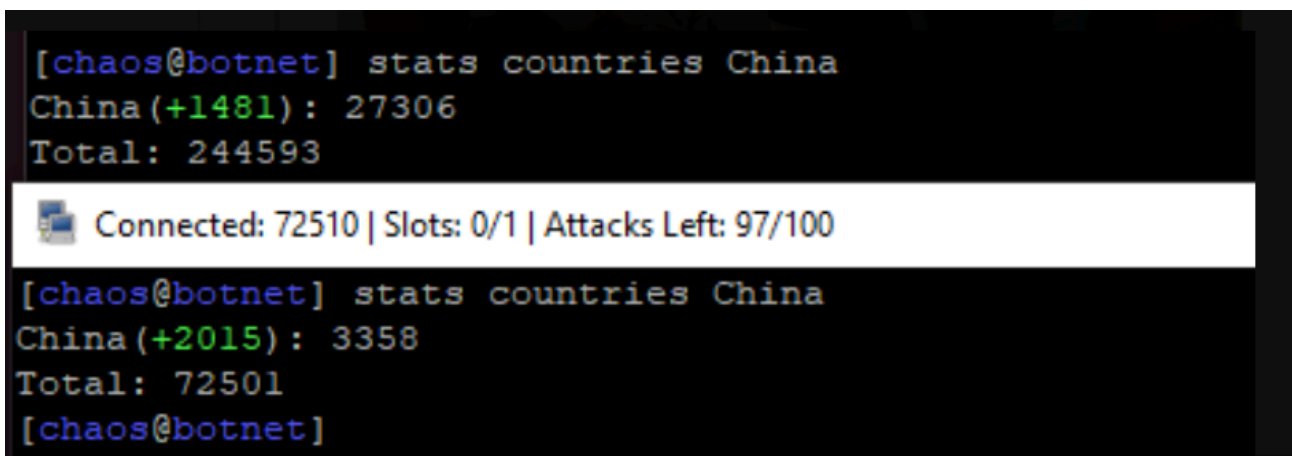 [chaos@botnet] stats countries China
China(+1481): 27306
Total: 244593
Connected: 72510 | Slots: 0/1 | Attacks Left: 97/100
[chaos@botnet] stats countries China
China(+2015): 3358
Total: 72501
[chaos@botnet]